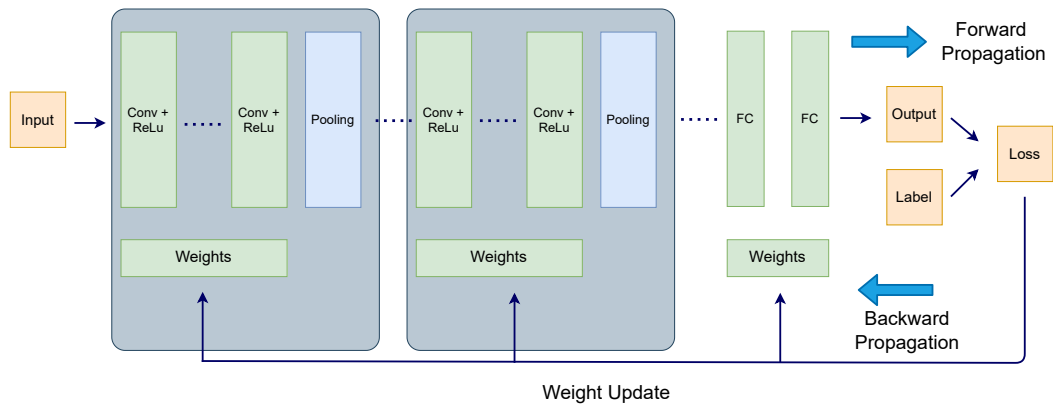 Forward
Propagation
Input
Conv +
ReLu
Conv +
ReLu
Pooling
Conv +
ReLu
Conv +
ReLu
Pooling
FC
FC
Output
Label
Loss
Weights
Weights
Weights
Backward
Propagation
Weight Update